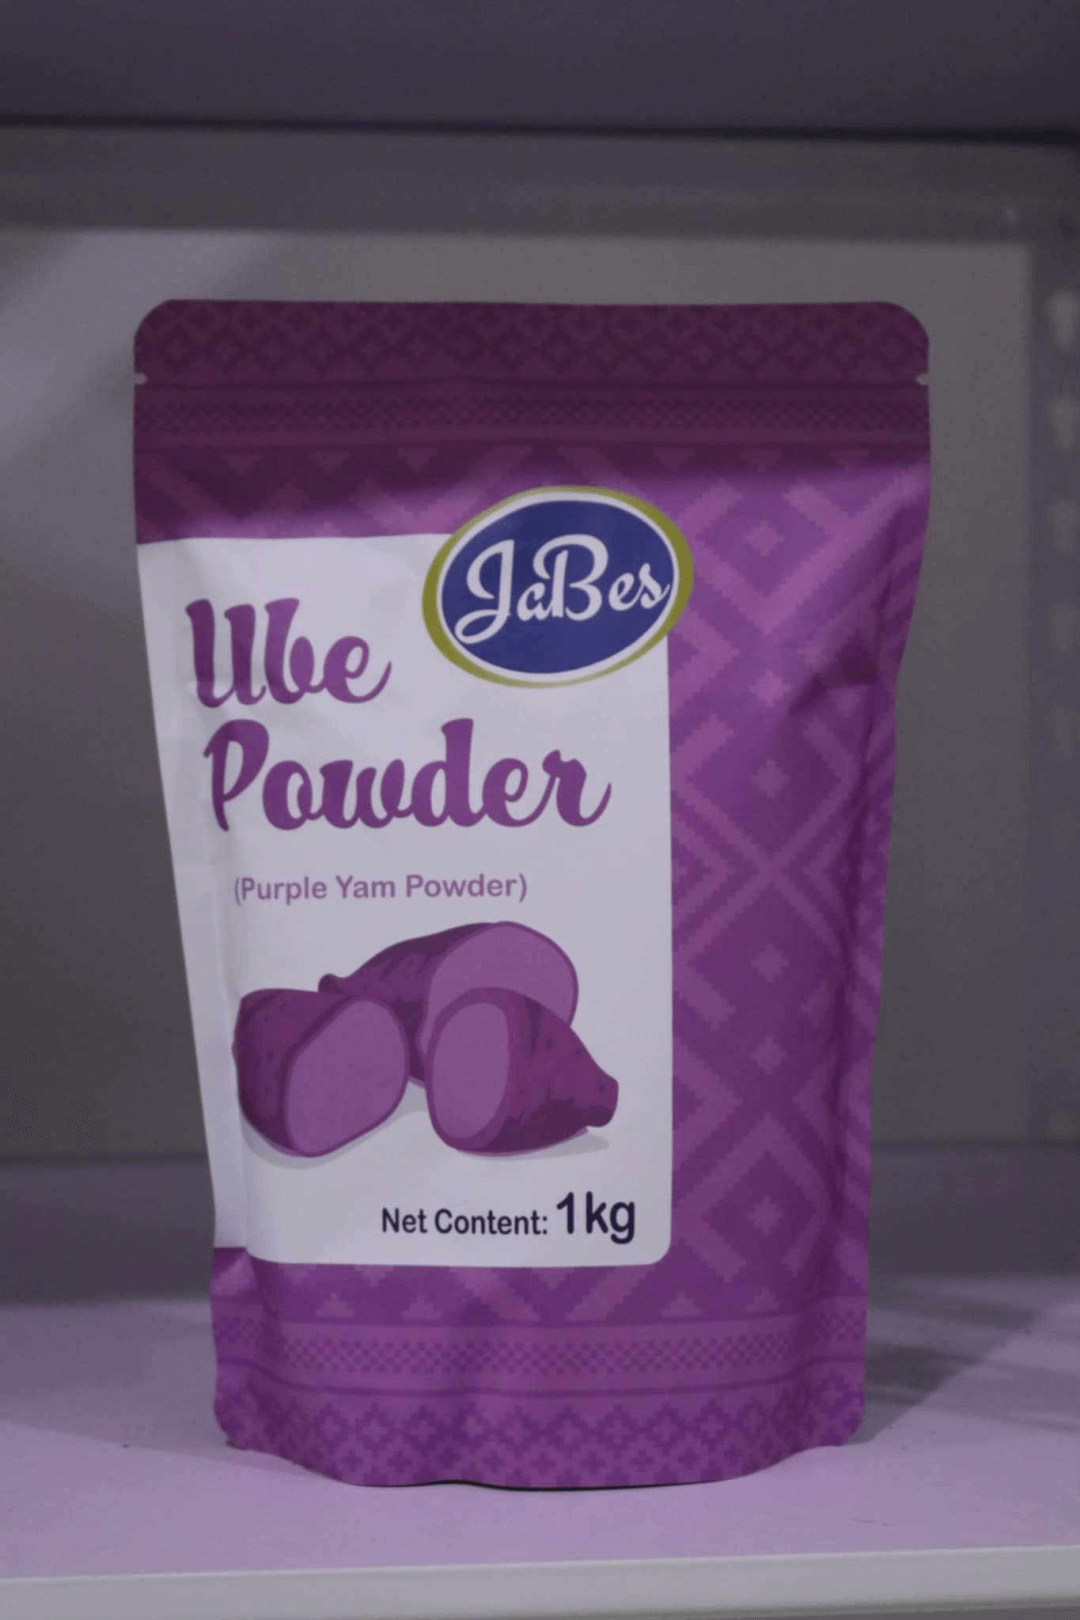 JaBes
Ube
Powder
(Purple Yam Powder)
Net Content: 1kg